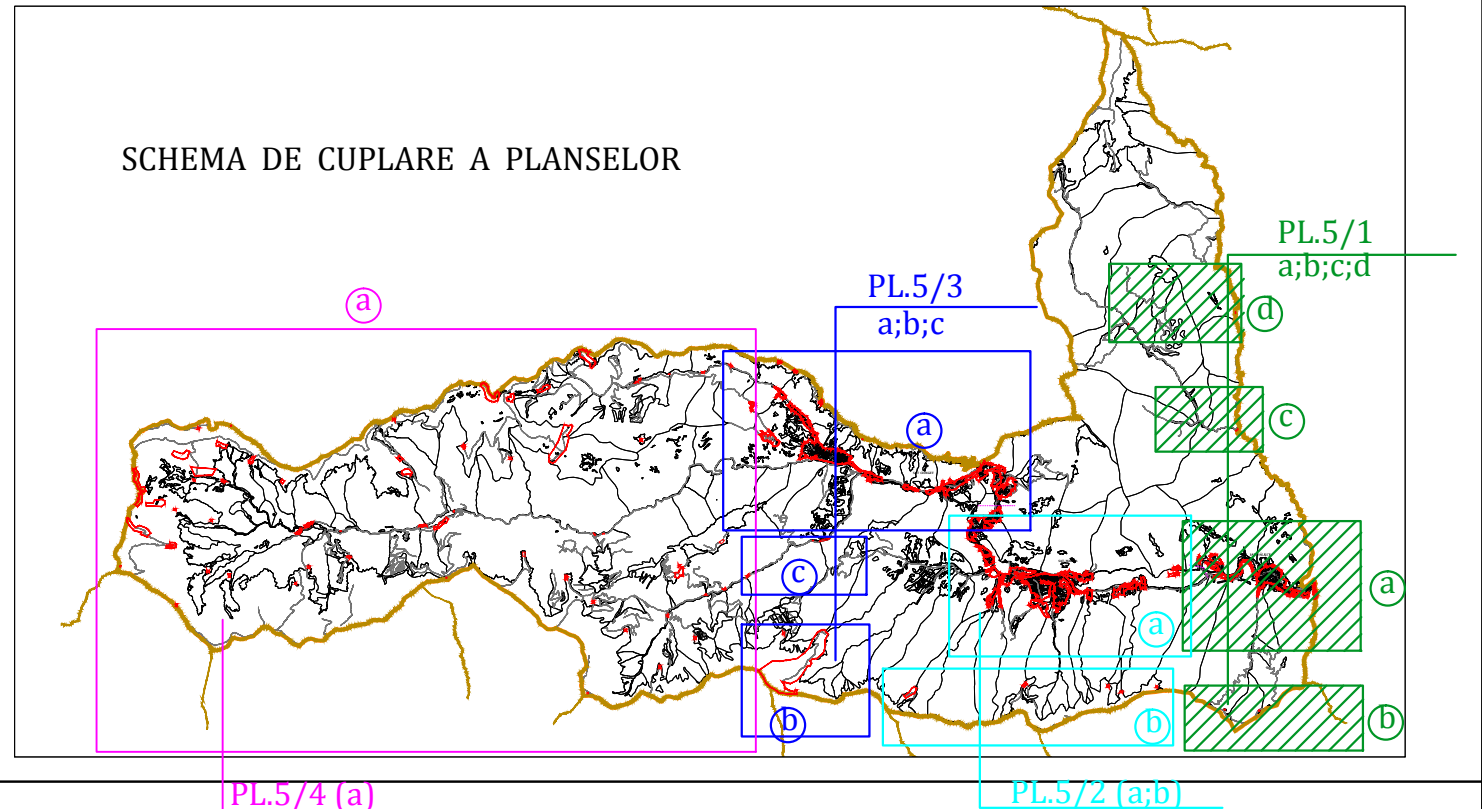 SCHEMA DE CUPLARE A PLANSELOR
PL.5/1
a;b;c;d
PL.5/3
a;b;c
a
d
c
a
c
a
a
b
b
b
PL.5/4 (a)
PL.5/2 (a;b)